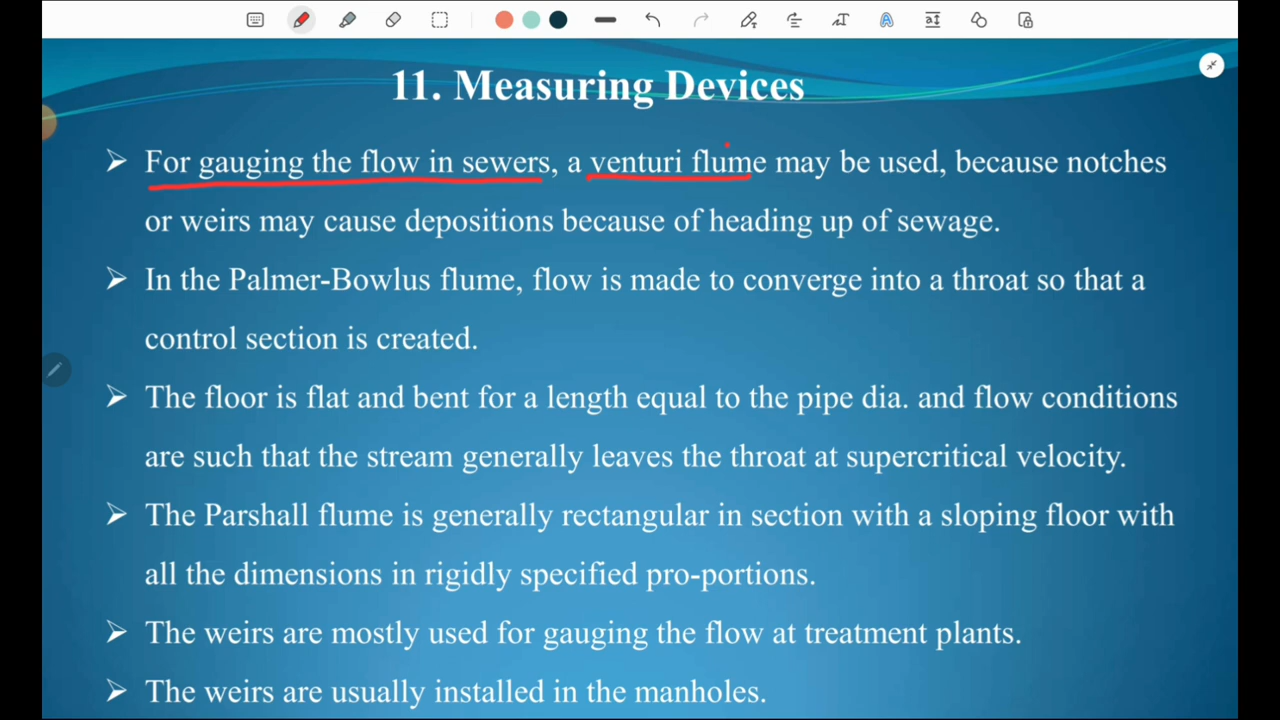 11. Measuring Devices
➢ For gauging the flow in sewers, a venturi flume may be used, because notches
or weirs may cause depositions because of heading up of sewage.
➢ In the Palmer-Bowlus flume, flow is made to converge into a throat so that a
control section is created.
➢ The floor is flat and bent for a length equal to the pipe dia. and flow conditions
are such that the stream generally leaves the throat at supercritical velocity.
➢ The Parshall flume is generally rectangular in section with a sloping floor with
all the dimensions in rigidly specified pro-portions.
➢ The weirs are mostly used for gauging the flow at treatment plants.
➢ The weirs are usually installed in the manholes.